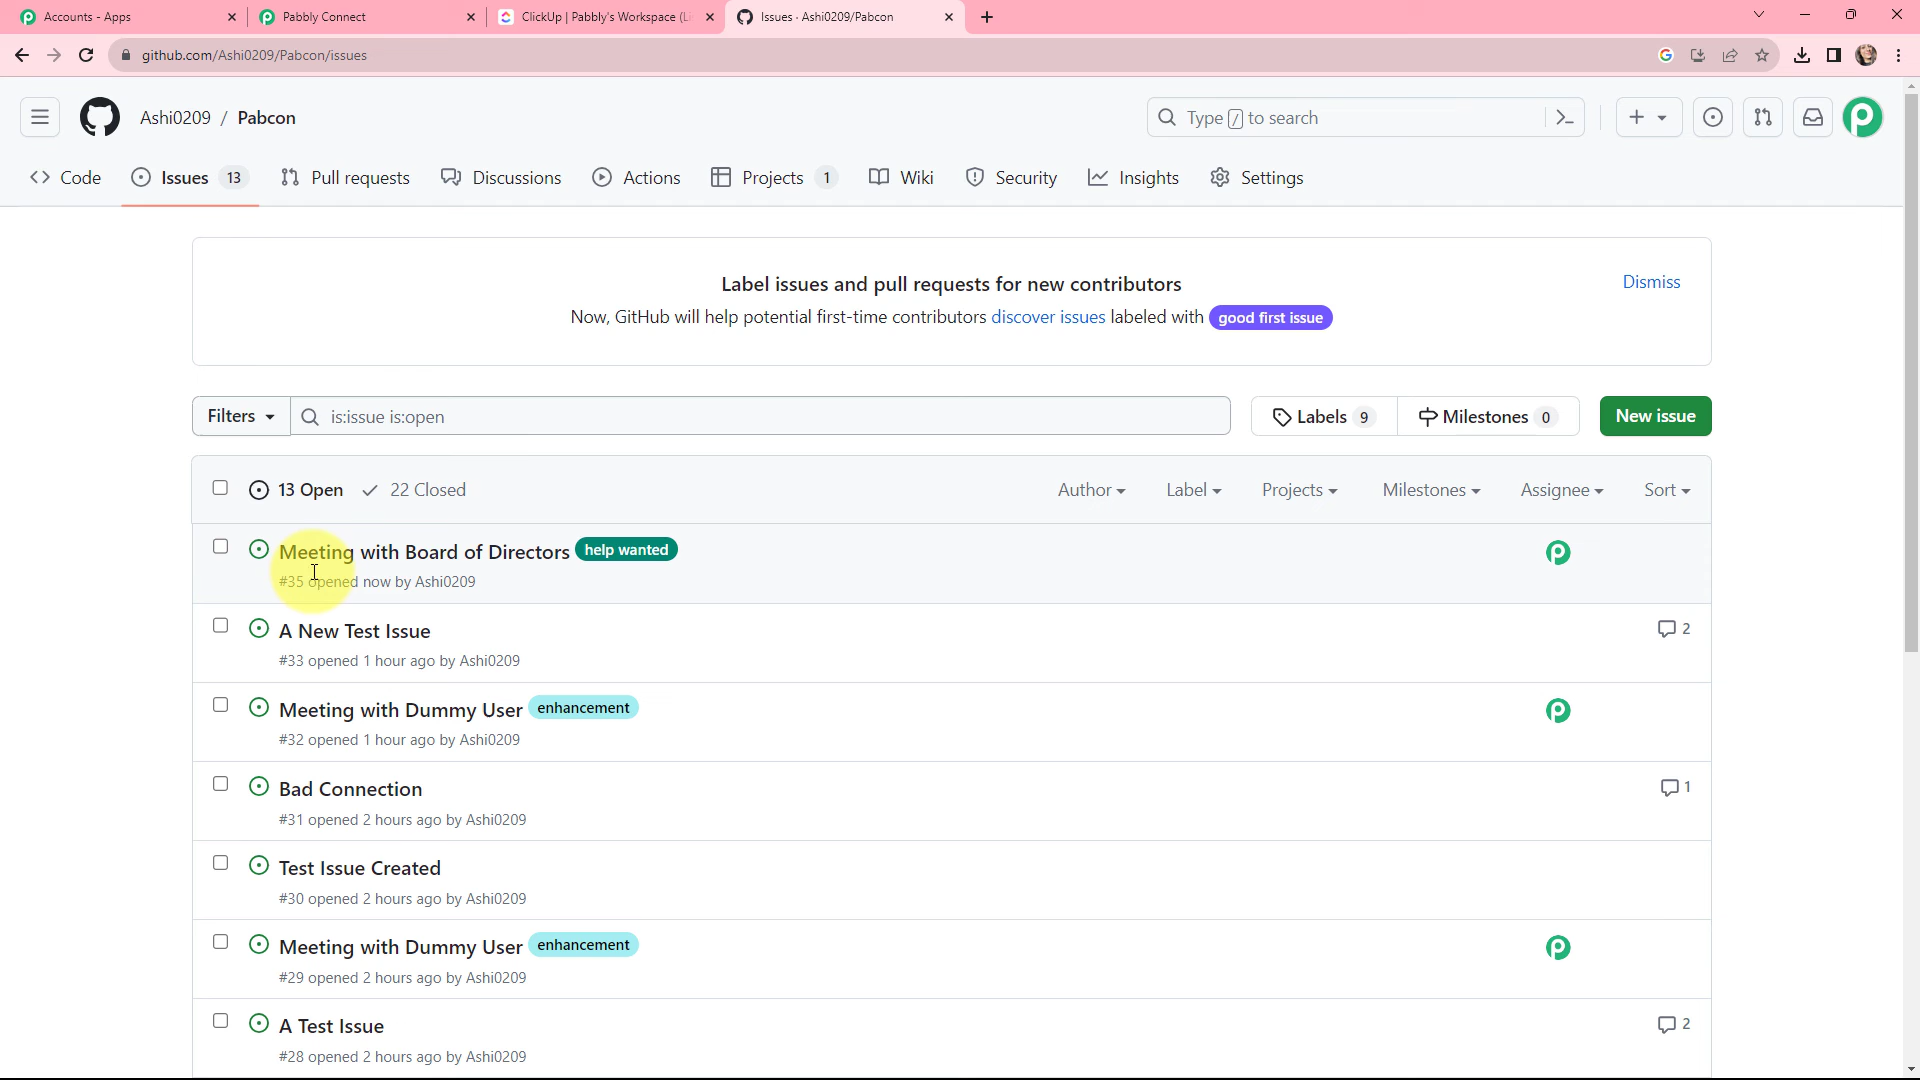 Accounts - Apps
Pabbly Connect
ClickUp | Pabbly's Workspace (Li
Issues · Ashi0209/Pabcon
github.com/Ashi0209/Pabcon/issues
Ashi0209 / Pabcon
Type / to search
Code
Issues 13
Pull requests
Discussions
Actions
Projects 1
Wiki
Security
Insights
Settings
Label issues and pull requests for new contributors
Dismiss
Now, GitHub will help potential first-time contributors discover issues labeled with good first issue
Filters
is:issue is:open
Labels 9
Milestones 0
New issue
13 Open
22 Closed
Author
Label
Projects
Milestones
Assignee
Sort
Meeting with Board of Directors help wanted
#35 opened now by Ashi0209
A New Test Issue
2
#33 opened 1 hour ago by Ashi0209
Meeting with Dummy User enhancement
#32 opened 1 hour ago by Ashi0209
Bad Connection
1
#31 opened 2 hours ago by Ashi0209
Test Issue Created
#30 opened 2 hours ago by Ashi0209
Meeting with Dummy User enhancement
#29 opened 2 hours ago by Ashi0209
A Test Issue
2
#28 opened 2 hours ago by Ashi0209